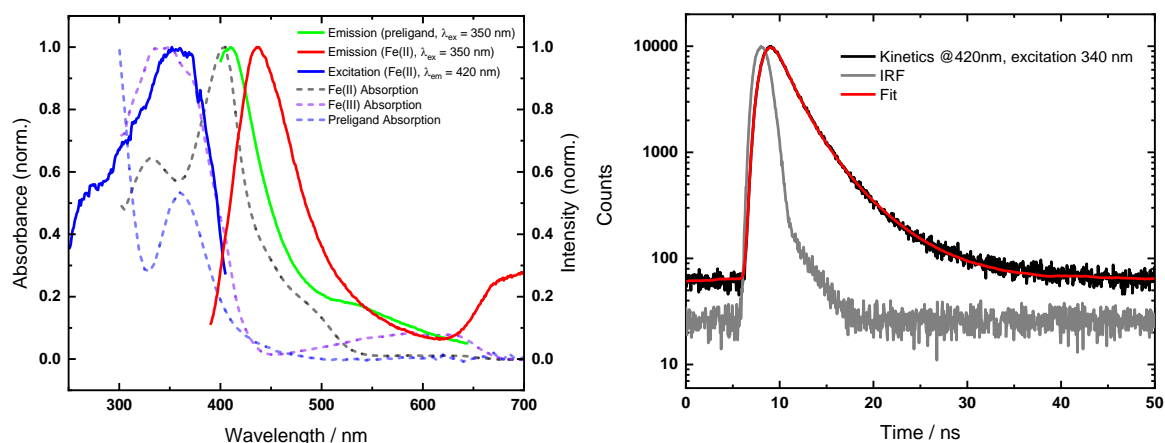 Emission (preligand, λex = 350 nm)
Emission (Fe(II), λex = 350 nm)
Excitation (Fe(II), λem = 420 nm)
Fe(II) Absorption
Fe(III) Absorption
Preligand Absorption
1.0
0.8
0.6
0.4
0.2
0.0
Absorbance (norm.)
1.0
0.8
0.6
0.4
0.2
0.0
Intensity (norm.)
300 400 500 600 700
Wavelength / nm
Kinetics @420nm, excitation 340 nm
IRF
Fit
10000
1000
100
10
Counts
0 10 20 30 40 50
Time / ns